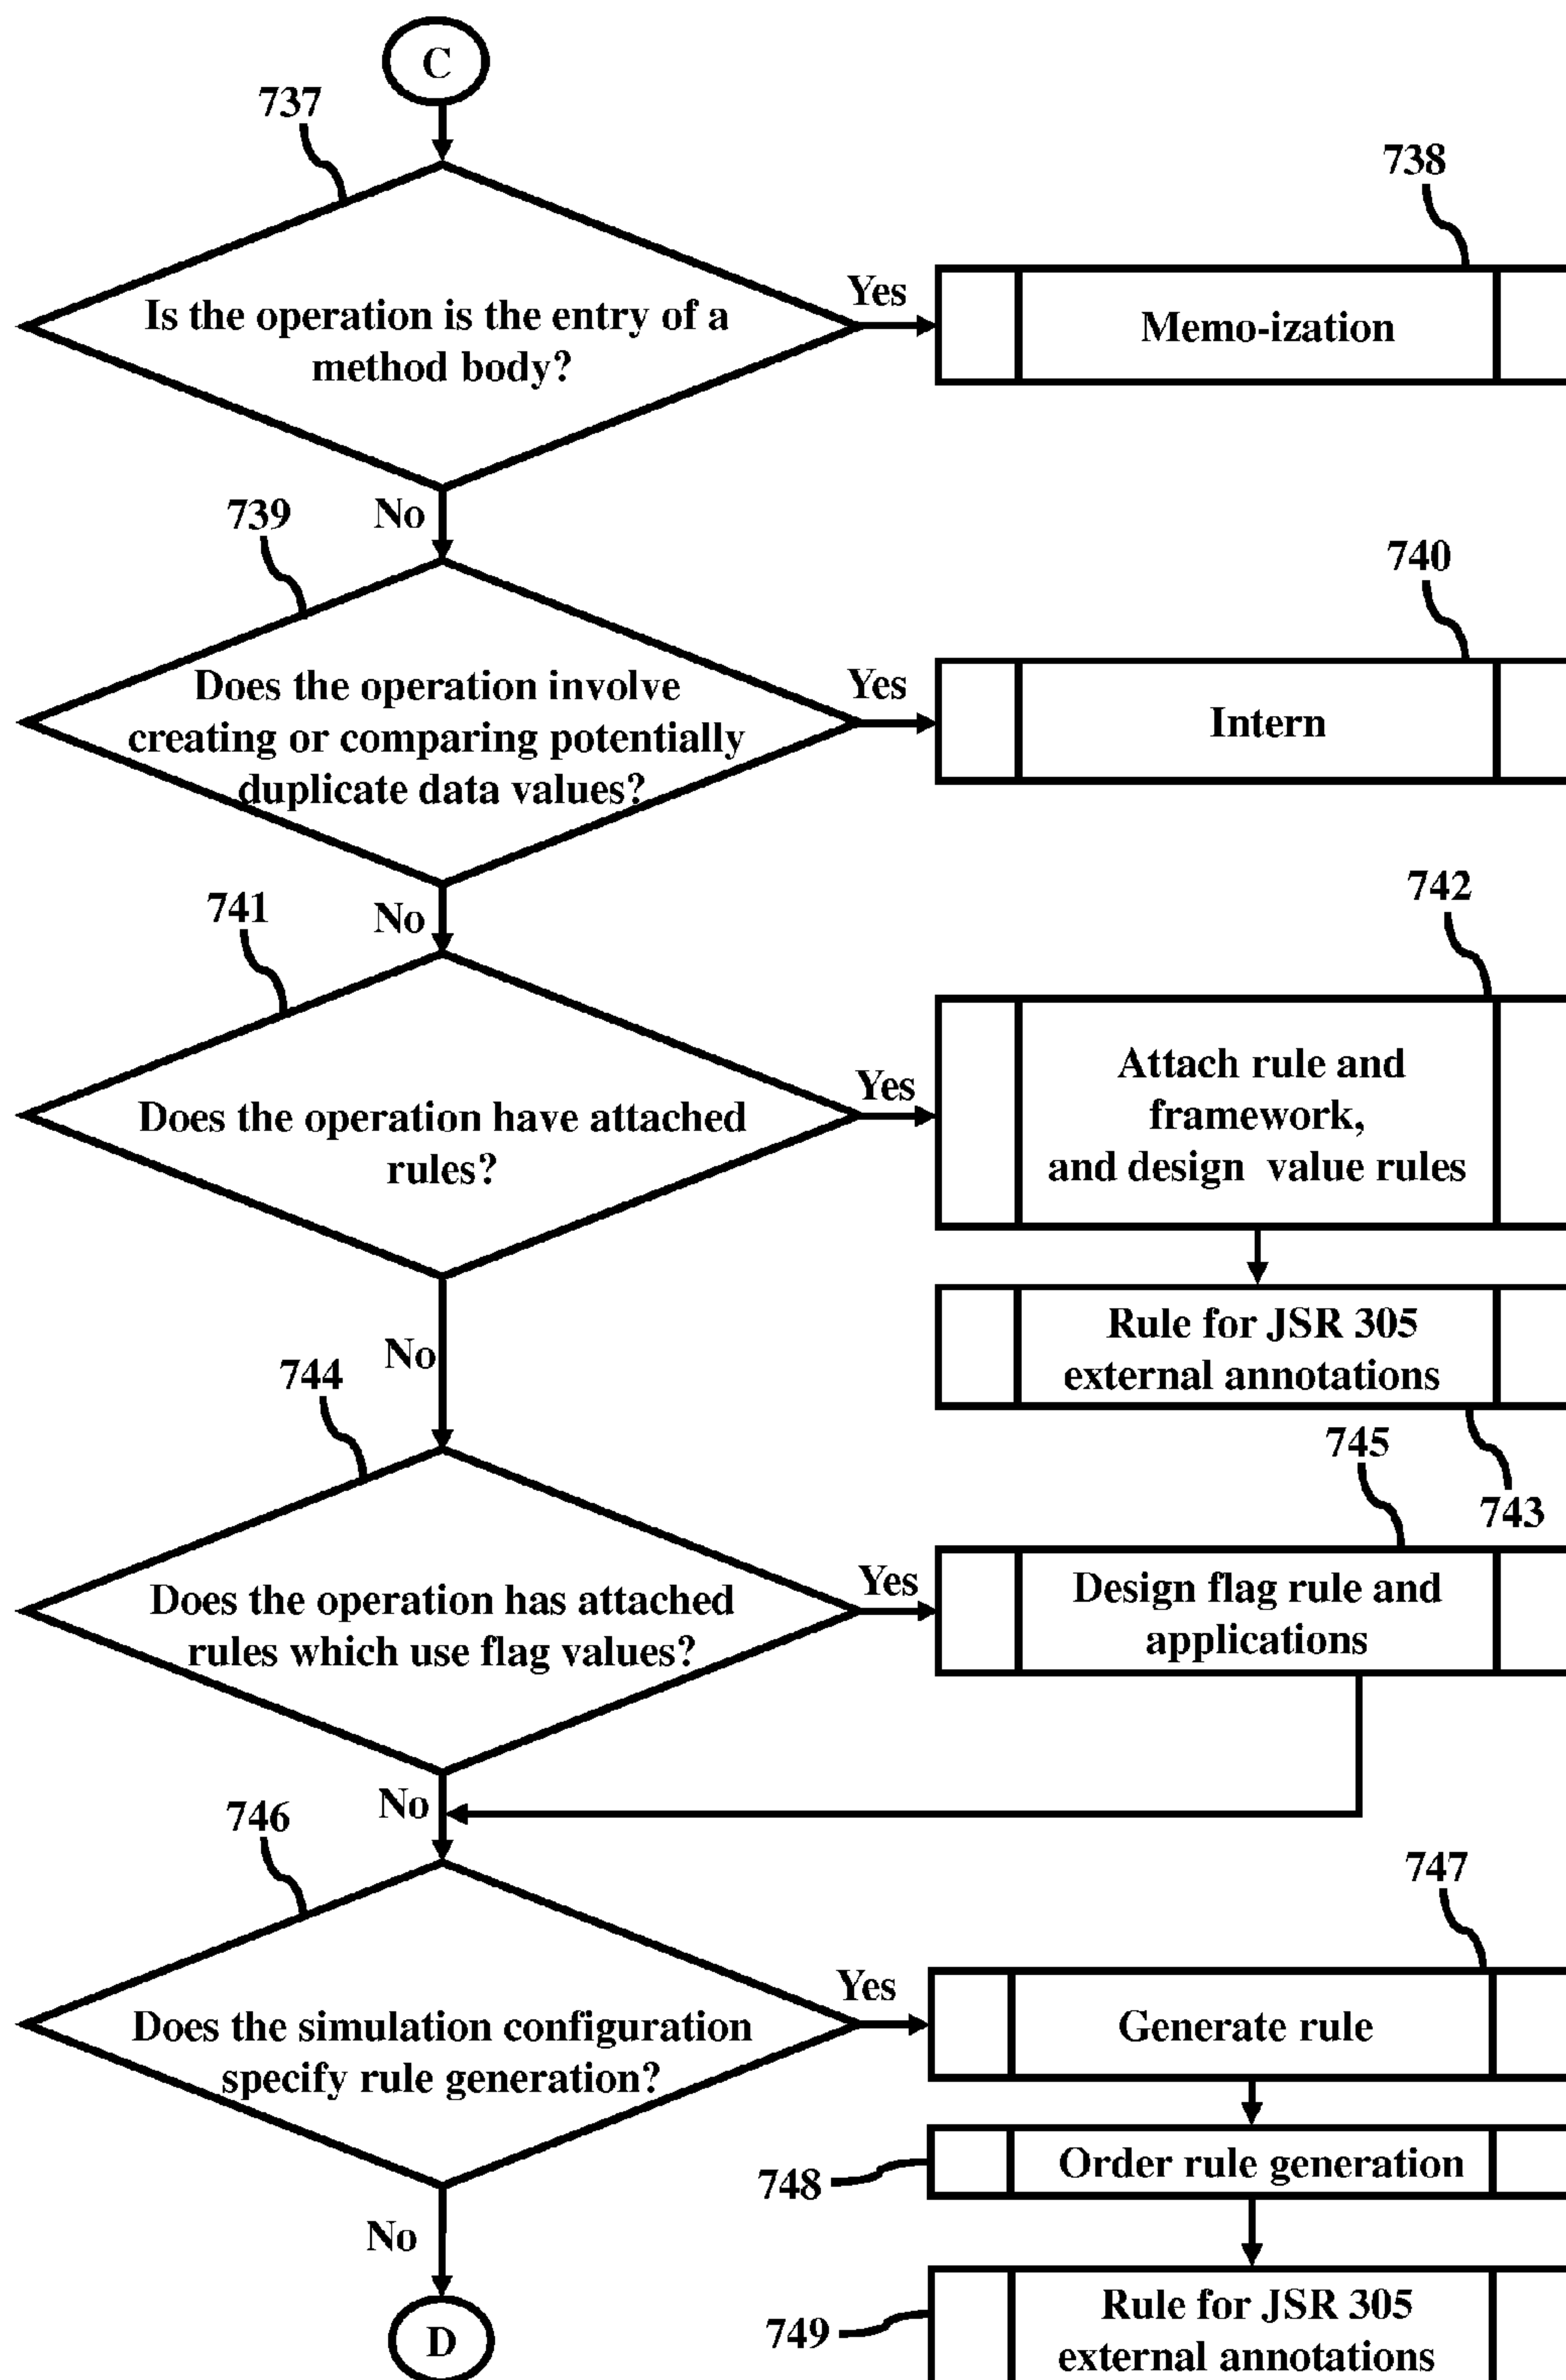 C
737
Is the operation is the entry of a
method body?
Yes
738
Memo-ization
No
739
Does the operation involve
creating or comparing potentially
duplicate data values?
Yes
740
Intern
No
741
Does the operation have attached
rules?
Yes
742
Attach rule and
framework,
and design value rules
Rule for JSR 305
external annotations
743
No
744
Does the operation has attached
rules which use flag values?
Yes
745
Design flag rule and
applications
No
746
Does the simulation configuration
specify rule generation?
Yes
747
Generate rule
748
Order rule generation
749
Rule for JSR 305
external annotations
No
D